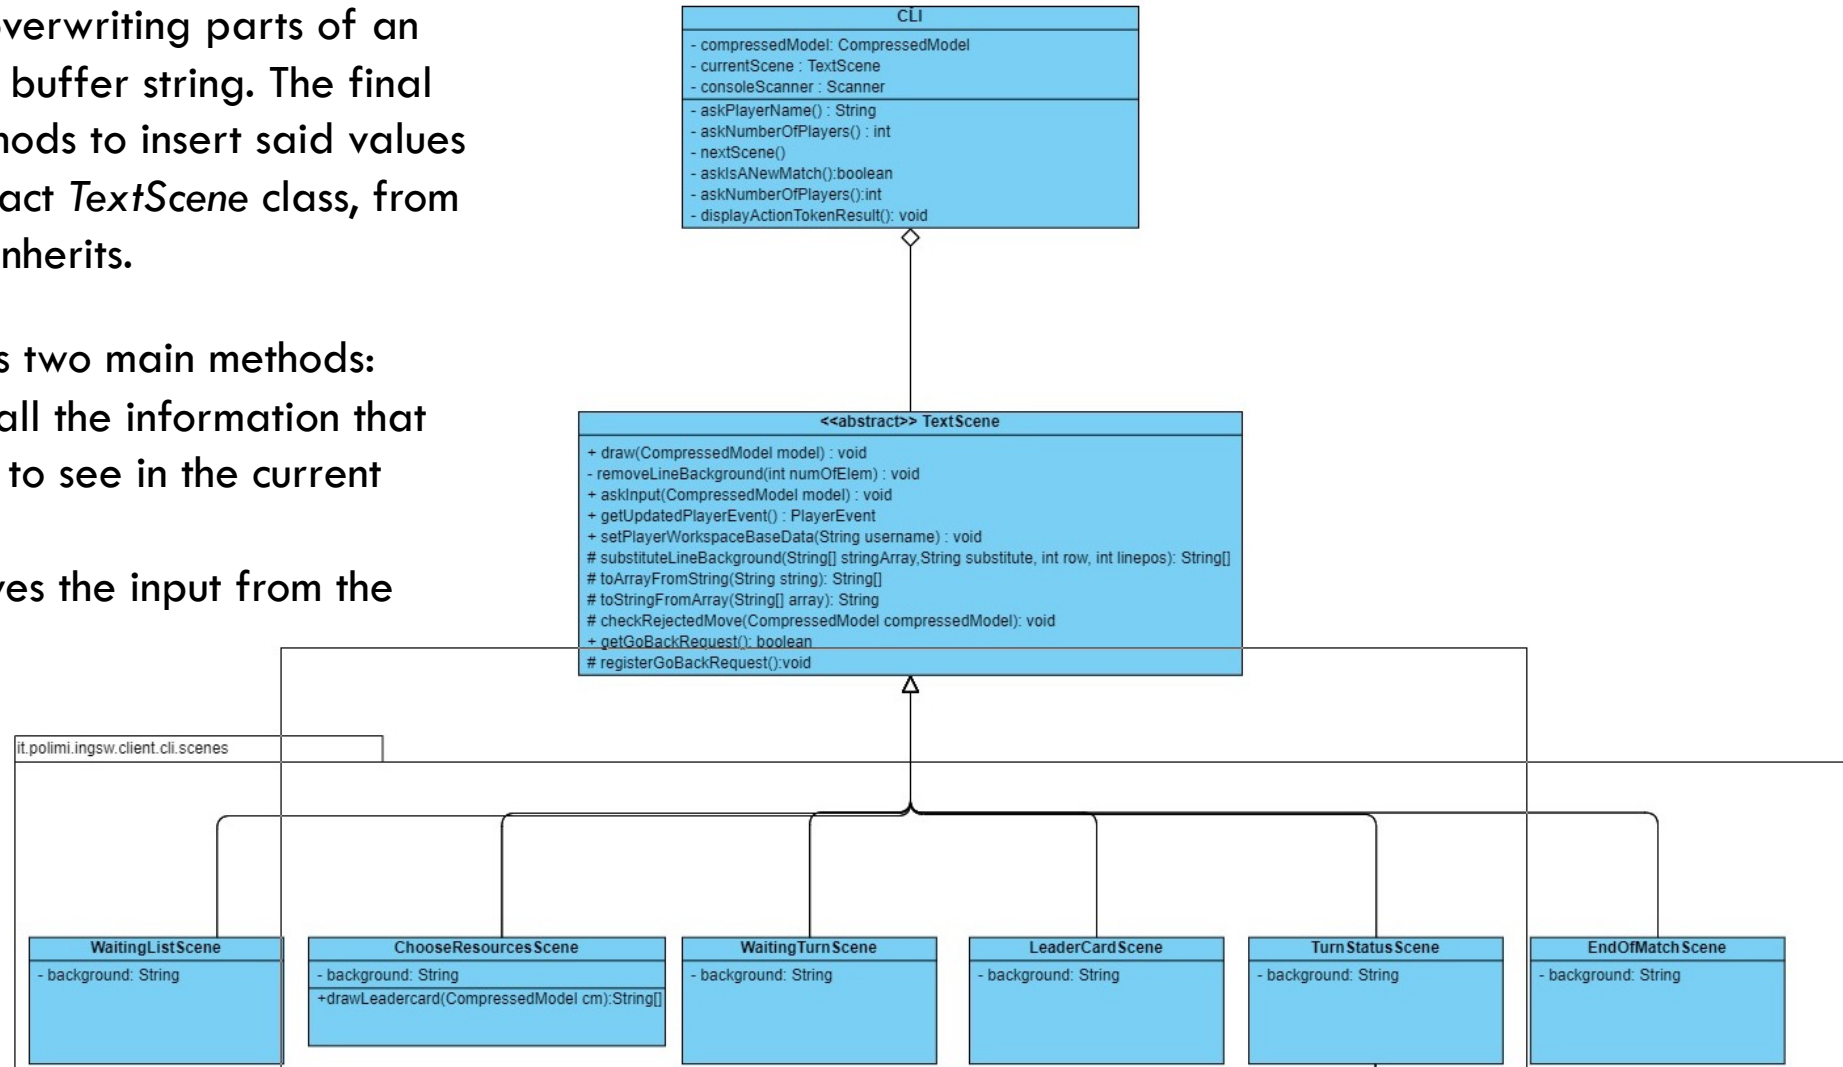 overwriting parts of an
buffer string. The final
hods to insert said values
act TextScene class, from
nherits.
s two main methods:
all the information that
to see in the current
ves the input from the
CLI
- compressedModel: CompressedModel
- currentScene : TextScene
- consoleScanner : Scanner
- askPlayerName() : String
- askNumberOfPlayers() : int
- nextScene()
- askIsANewMatch():boolean
- askNumberOfPlayers():int
- displayActionTokenResult(): void
<<abstract>> TextScene
+ draw(CompressedModel model) : void
- removeLineBackground(int numOfElem) : void
+ askInput(CompressedModel model) : void
+ getUpdatedPlayerEvent() : PlayerEvent
+ setPlayerWorkspaceBaseData(String username) : void
# substituteLineBackground(String[] stringArray,String substitute, int row, int linepos): String[]
# toArrayFromString(String string): String[]
# toStringFromArray(String[] array): String
# checkRejectedMove(CompressedModel compressedModel): void
+ getGoBackRequest(): boolean
# registerGoBackRequest():void
it.polimi.ingsw.client.cli.scenes
WaitingListScene
- background: String
ChooseResourcesScene
- background: String
+drawLeadercard(CompressedModel cm):String[]
WaitingTurnScene
- background: String
LeaderCardScene
- background: String
TurnStatusScene
- background: String
EndOfMatchScene
- background: String